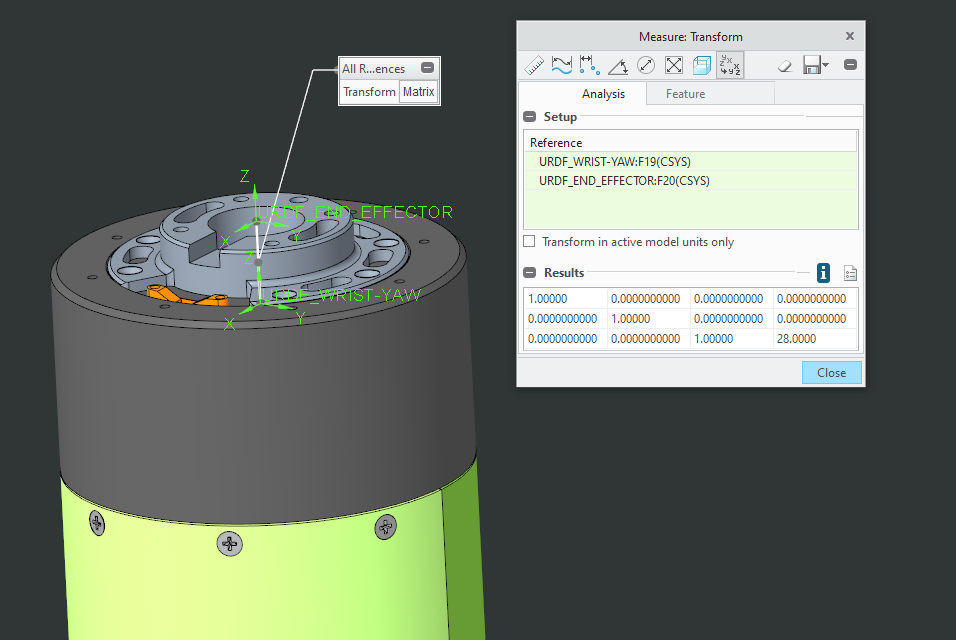 Measure: Transform
All R...ences
Transform Matrix
Analysis Feature
Setup
Reference
URDF_WRIST-YAW:F19(CSYS)
URDF_END_EFFECTOR:F20(CSYS)
Transform in active model units only
Results
1.00000 0.0000000000 0.0000000000 0.0000000000
0.0000000000 1.00000 0.0000000000 0.0000000000
0.0000000000 0.0000000000 1.00000 28.0000
Close
Z
URDF_END_EFFECTOR
X Y
Z
URDF_WRIST-YAW
X Y